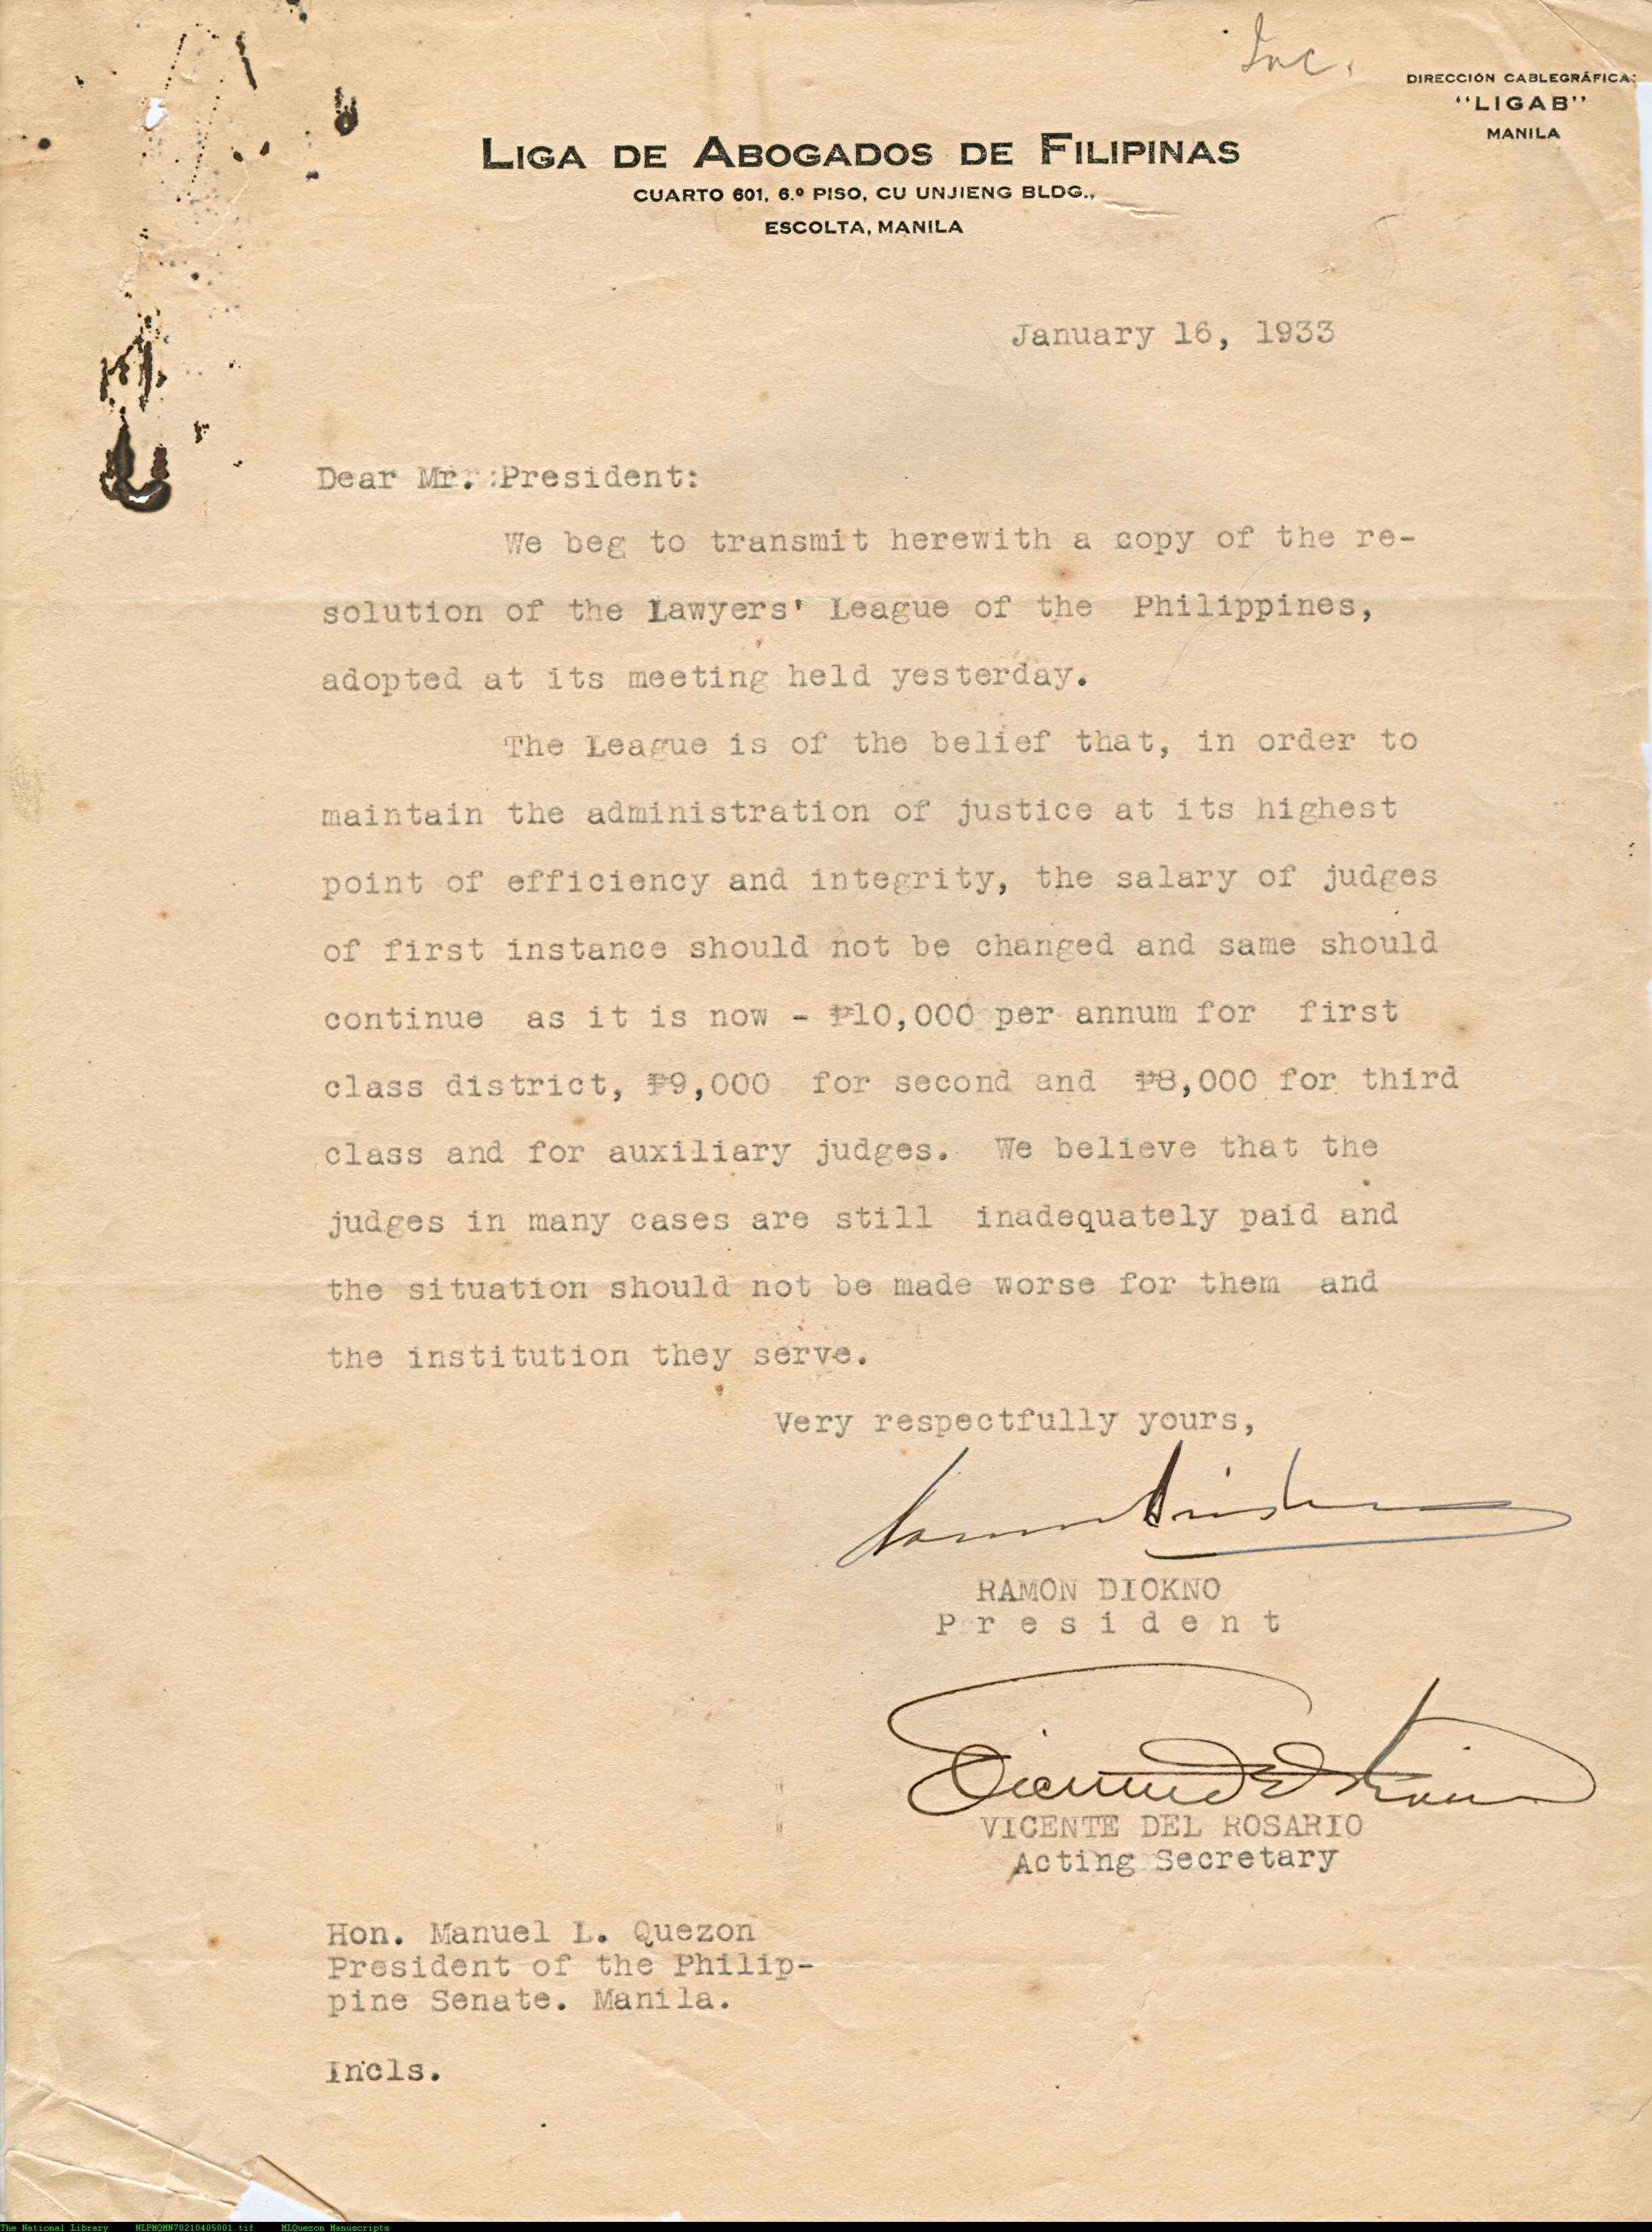 Inc.
DIRECCIÓN CABLEGRÁFICA:
"LIGAB"
MANILA
LIGA DE ABOGADOS DE FILIPINAS
CUARTO 601, 6.º PISO, CU UNJIENG BLDG.,
ESCOLTA, MANILA
January 16, 1933
Dear Mr. President:
We beg to transmit herewith a copy of the re-
solution of the Lawyers' League of the Philippines,
adopted at its meeting held yesterday.
The League is of the belief that, in order to
maintain the administration of justice at its highest
point of efficiency and integrity, the salary of judges
of first instance should not be changed and same should
continue as it is now - ₱10,000 per annum for first
class district, ₱9,000 for second and ₱8,000 for third
class and for auxiliary judges. We believe that the
judges in many cases are still inadequately paid and
the situation should not be made worse for them and
the institution they serve.
Very respectfully yours,
Ramon Diokno
RAMON DIOKNO
President
Vicente del Rosario
VICENTE DEL ROSARIO
Acting Secretary
Hon. Manuel L. Quezon
President of the Philip-
pine Senate. Manila.
Incls.
The National Library NLPMQMN70210405001.tif MLQuezon Manuscripts